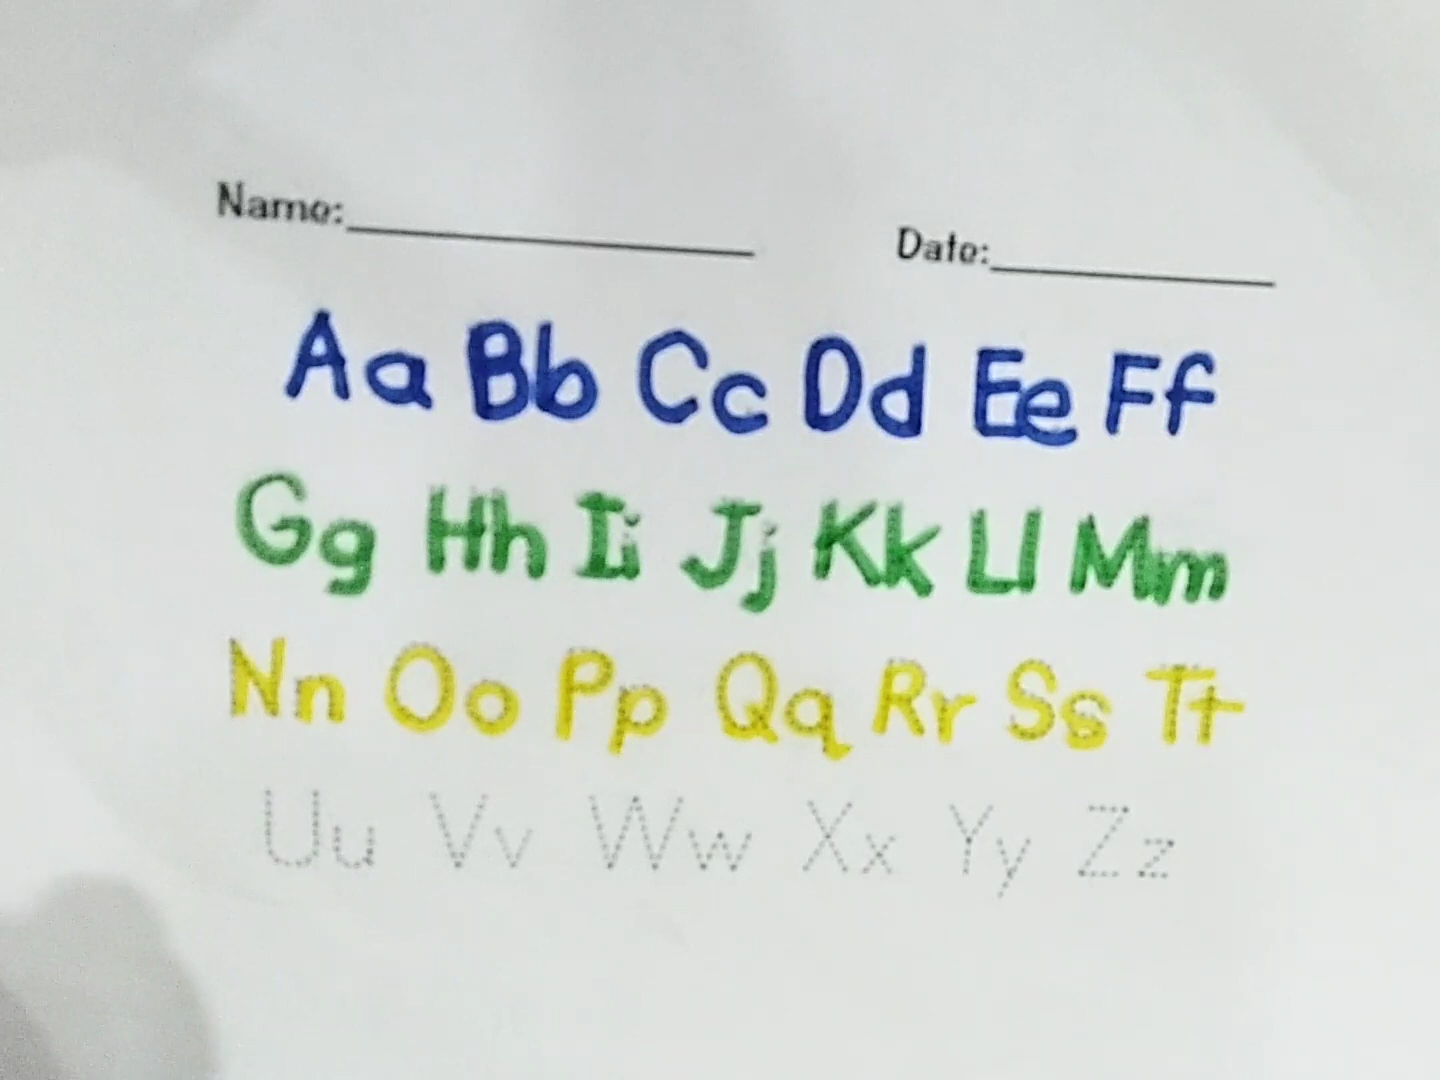 Name: Date:
Aa Bb Cc Dd Ee Ff
Gg Hh Ii Jj Kk Ll Mm
Nn Oo Pp Qq Rr Ss Tt
Uu Vv Ww Xx Yy Zz